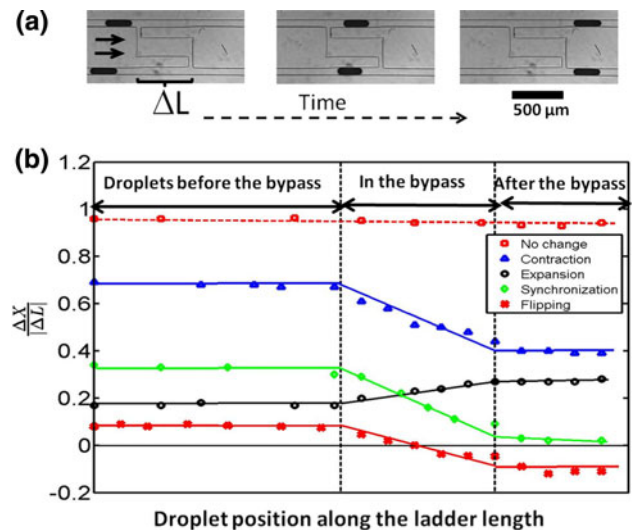 (a)
ΔL
Time
500 μm
(b)
1.2
Droplets before the bypass
In the bypass
After the bypass
1
0.8
0.6
0.4
0.2
0
-0.2
ΔX
|ΔL|
No change
Contraction
Expansion
Synchronization
Flipping
Droplet position along the ladder length